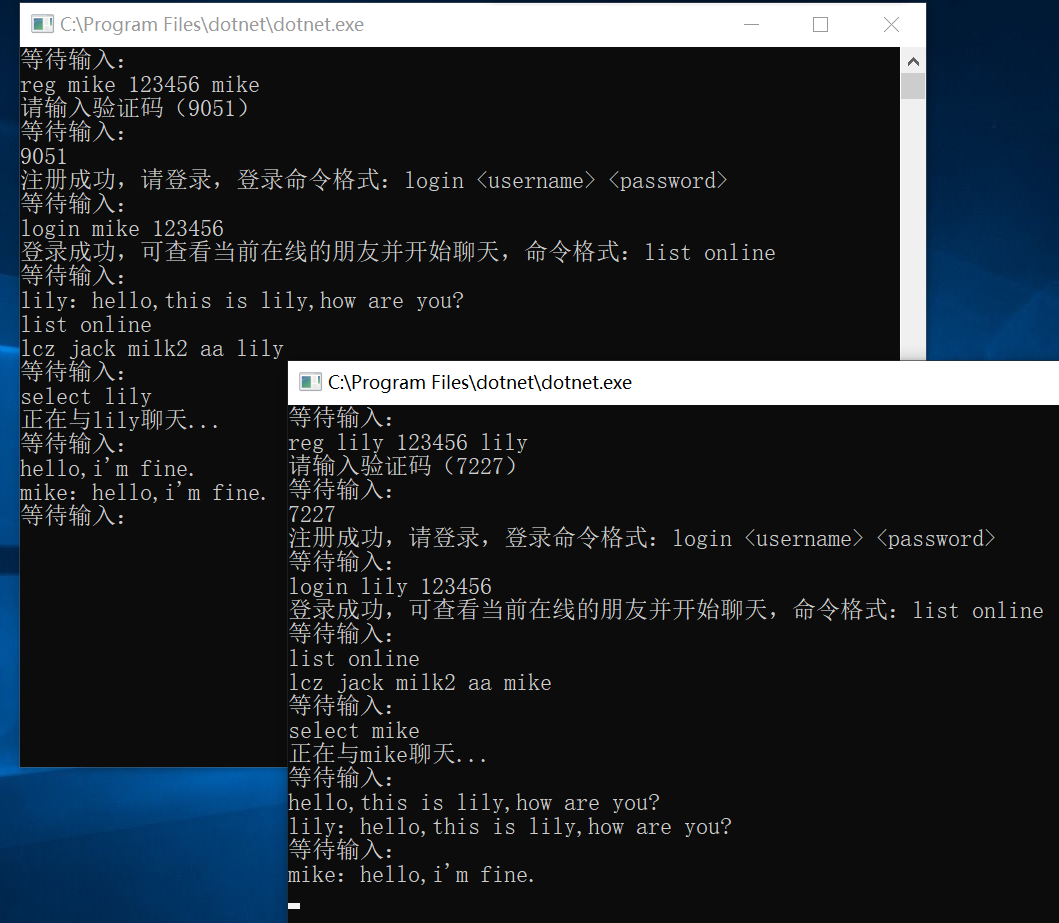 C:\Program Files\dotnet\dotnet.exe
等待输入：
reg mike 123456 mike
请输入验证码（9051）
等待输入：
9051
注册成功，请登录，登录命令格式：login <username> <password>
等待输入：
login mike 123456
登录成功，可查看当前在线的朋友并开始聊天，命令格式：list online
等待输入：
lily：hello,this is lily,how are you?
list online
lcz jack milk2 aa lily
等待输入：
select lily
正在与lily聊天...
等待输入：
hello,i'm fine.
mike：hello,i'm fine.
等待输入：
C:\Program Files\dotnet\dotnet.exe
等待输入：
reg lily 123456 lily
请输入验证码（7227）
等待输入：
7227
注册成功，请登录，登录命令格式：login <username> <password>
等待输入：
login lily 123456
登录成功，可查看当前在线的朋友并开始聊天，命令格式：list online
等待输入：
list online
lcz jack milk2 aa mike
等待输入：
select mike
正在与mike聊天...
等待输入：
hello,this is lily,how are you?
lily：hello,this is lily,how are you?
等待输入：
mike：hello,i'm fine.